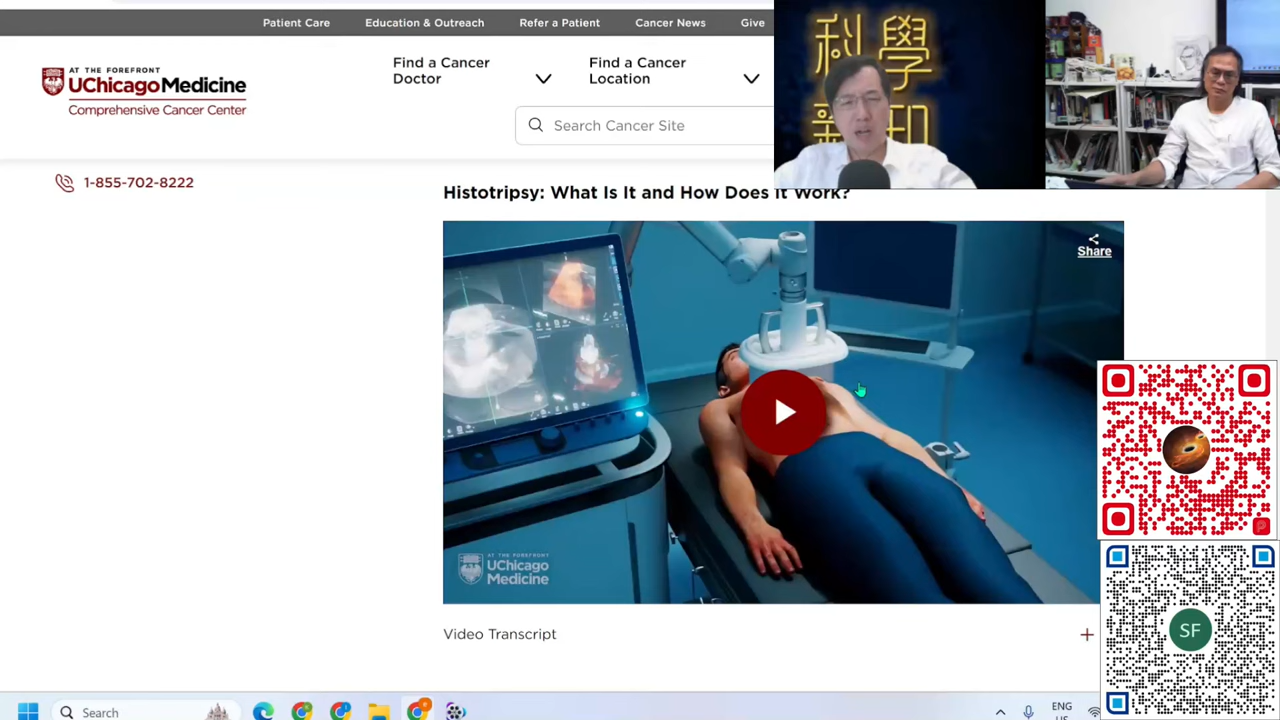 Patient Care
Education & Outreach
Refer a Patient
Cancer News
Give
AT THE FOREFRONT
UChicago Medicine
Comprehensive Cancer Center
Find a Cancer
Doctor
Find a Cancer
Location
Search Cancer Site
科學
新知
1-855-702-8222
Histotripsy: What Is It and How Does It Work?
Share
AT THE FOREFRONT
UChicago
Medicine
Video Transcript
SF
Search
ENG